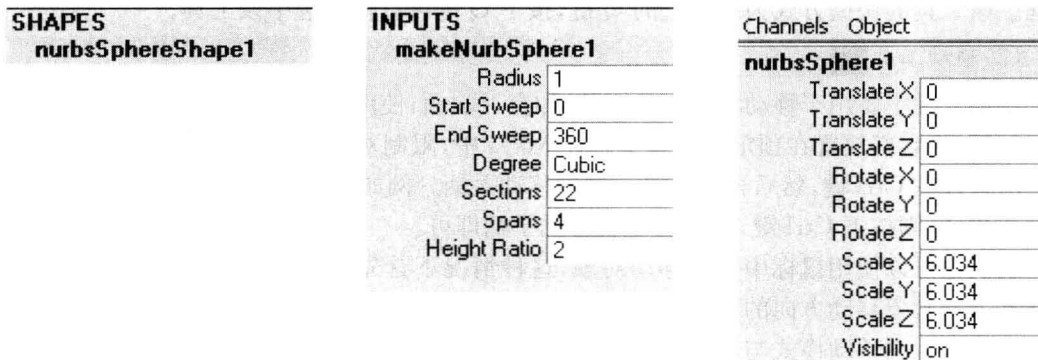 SHAPES
nurbsSphereShape1
INPUTS
makeNurbSphere1
Radius 1
Start Sweep 0
End Sweep 360
Degree Cubic
Sections 22
Spans 4
Height Ratio 2
Channels Object
nurbsSphere1
Translate X 0
Translate Y 0
Translate Z 0
Rotate X 0
Rotate Y 0
Rotate Z 0
Scale X 6.034
Scale Y 6.034
Scale Z 6.034
Visibility on